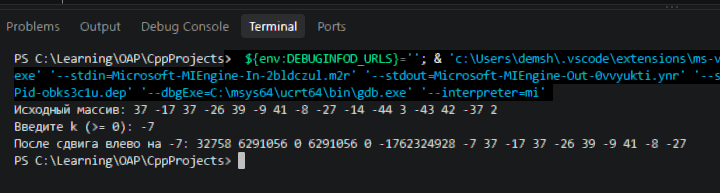 Problems Output Debug Console Terminal Ports
PS C:\Learning\OAP\CppProjects> ${env:DEBUGINFOD_URLS}=''; & 'c:\Users\demsh\.vscode\extensions\ms-v
exe' '--stdin=Microsoft-MIEngine-In-2bldczul.m2r' '--stdout=Microsoft-MIEngine-Out-0vvyukti.ynr' '--s
Pid-obks3c1u.dep' '--dbgExe=C:\msys64\ucrt64\bin\gdb.exe' '--interpreter=mi'
Исходный массив: 37 -17 37 -26 39 -9 41 -8 -27 -14 -44 3 -43 42 -37 2
Введите k (>= 0): -7
После сдвига влево на -7: 32758 6291056 0 6291056 0 -1762324928 -7 37 -17 37 -26 39 -9 41 -8 -27
PS C:\Learning\OAP\CppProjects>